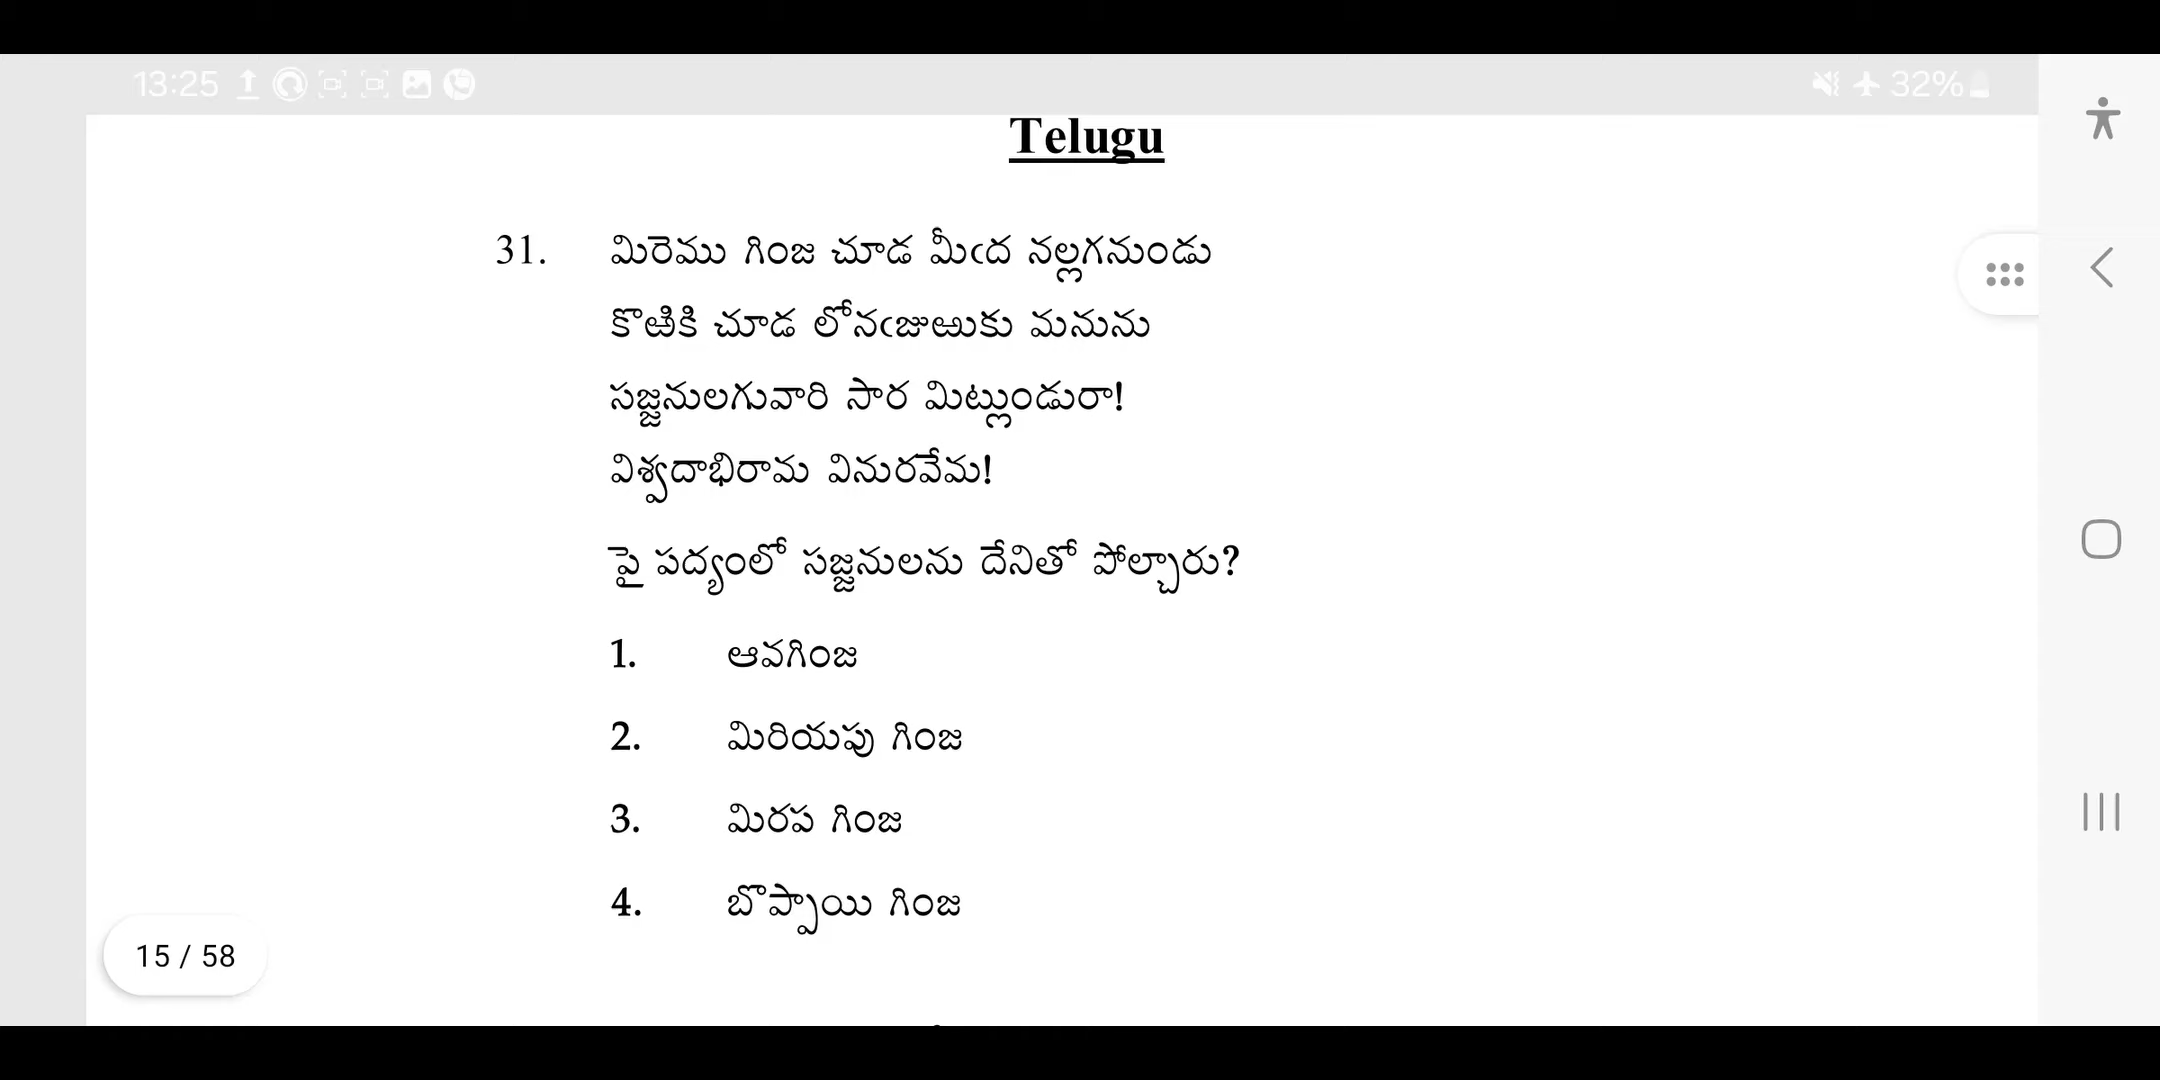 13:25
32%
Telugu
31. మిరెము గింజ చూడ మీఁద నల్లగనుండు
కొఱికి చూడ లోనఁజుఱుకు మనును
సజ్జనులగువారి సార మిట్లుండురా!
విశ్వదాభిరామ వినురవేమ!
పై పద్యంలో సజ్జనులను దేనితో పోల్చారు?
1. ఆవగింజ
2. మిరియపు గింజ
3. మిరప గింజ
4. బొప్పాయి గింజ
15 / 58